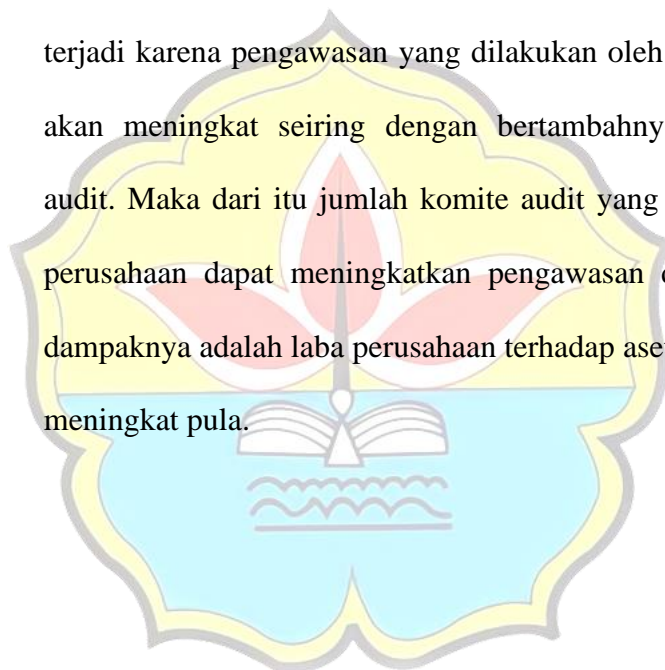 terjadi karena pengawasan yang dilakukan oleh
akan meningkat seiring dengan bertambahny
audit. Maka dari itu jumlah komite audit yang
perusahaan dapat meningkatkan pengawasan
dampaknya adalah laba perusahaan terhadap ase
meningkat pula.